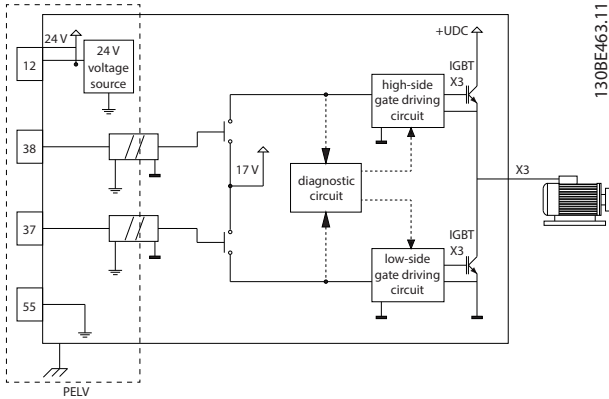 130BE463.11
+UDC
24 V
12
24 V
voltage
source
IGBT
X3
high-side
gate driving
circuit
38
17 V
diagnostic
circuit
X3
37
IGBT
X3
low-side
gate driving
circuit
55
PELV